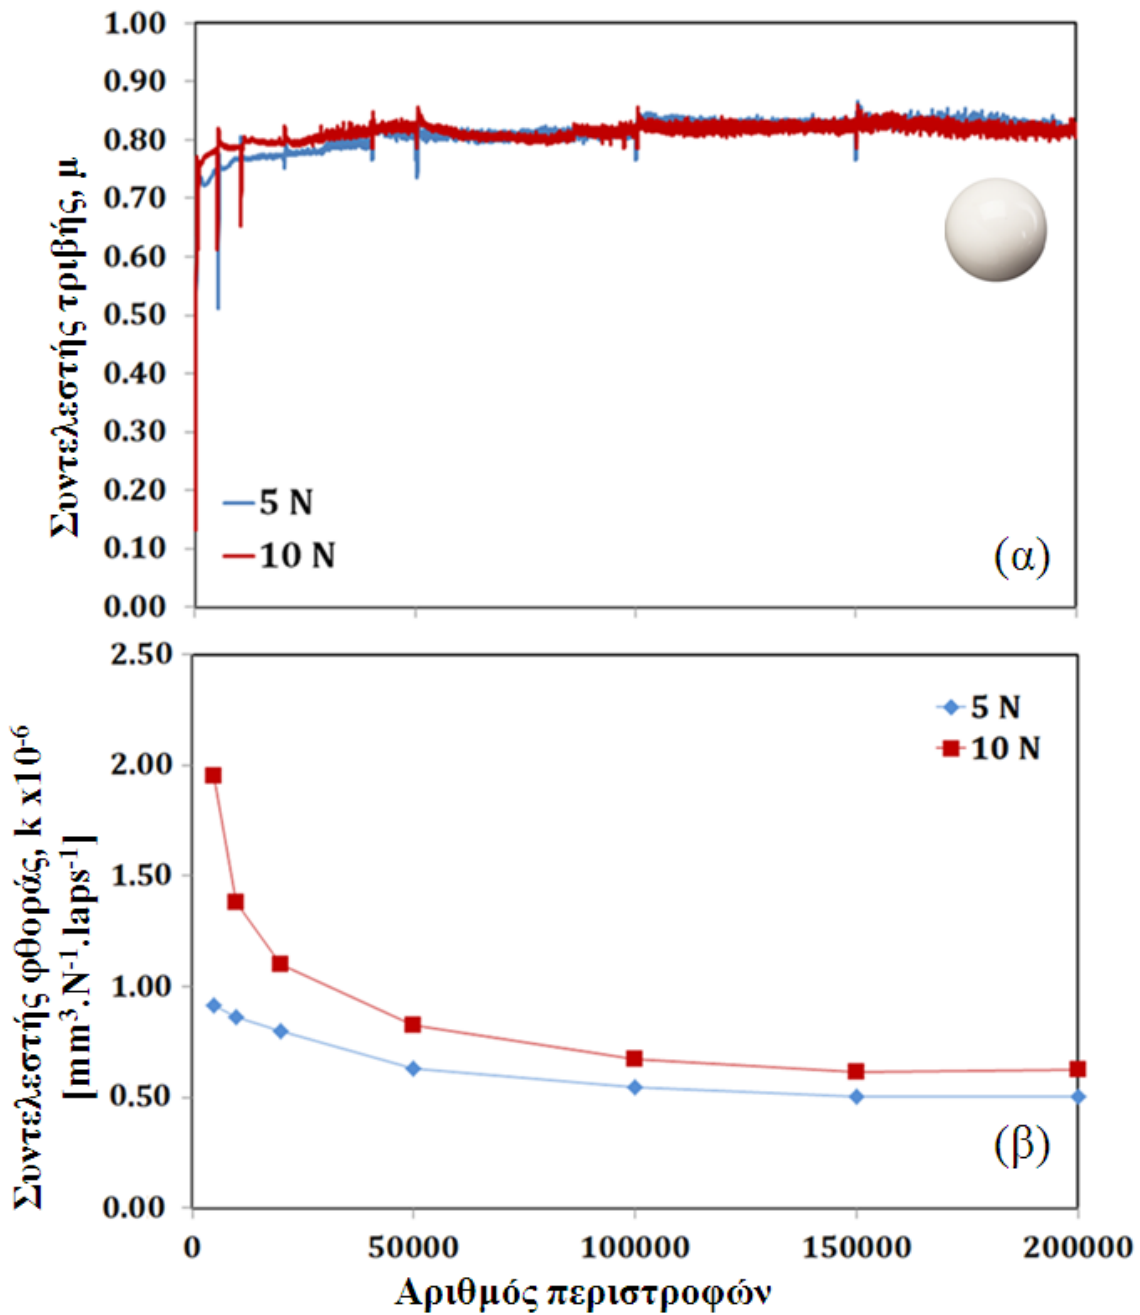 Συντελεστής τριβής, μ
1.00
0.90
0.80
0.70
0.60
0.50
0.40
0.30
0.20
0.10
0.00
5 N
10 N
(α)
Συντελεστής φθοράς, k x10⁻⁶
[mm³.N⁻¹.laps⁻¹]
2.50
2.00
1.50
1.00
0.50
0.00
5 N
10 N
(β)
0 50000 100000 150000 200000
Αριθμός περιστροφών